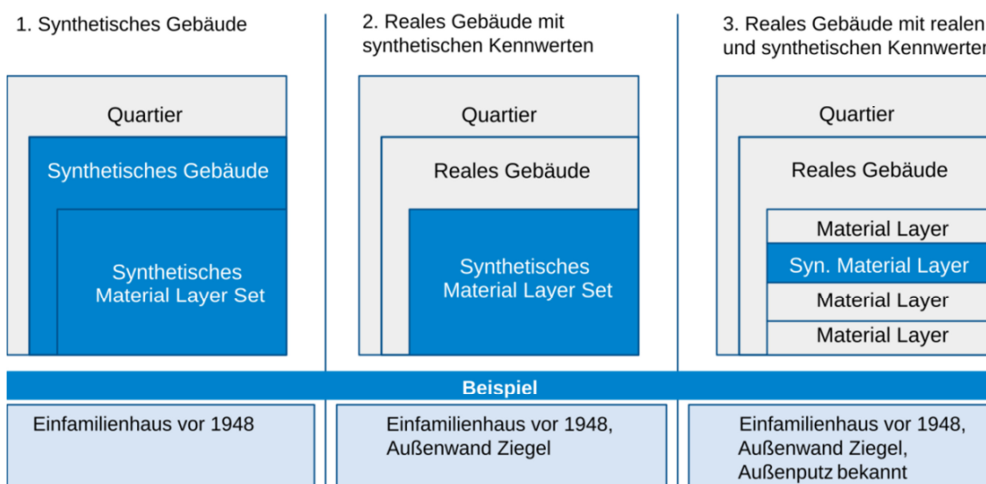 1. Synthetisches Gebäude
Quartier
Synthetisches Gebäude
Synthetisches
Material Layer Set
2. Reales Gebäude mit
synthetischen Kennwerten
Quartier
Reales Gebäude
Synthetisches
Material Layer Set
3. Reales Gebäude mit realen
und synthetischen Kennwerten
Quartier
Reales Gebäude
Material Layer
Syn. Material Layer
Material Layer
Material Layer
Beispiel
Einfamilienhaus vor 1948
Einfamilienhaus vor 1948,
Außenwand Ziegel
Einfamilienhaus vor 1948,
Außenwand Ziegel,
Außenputz bekannt